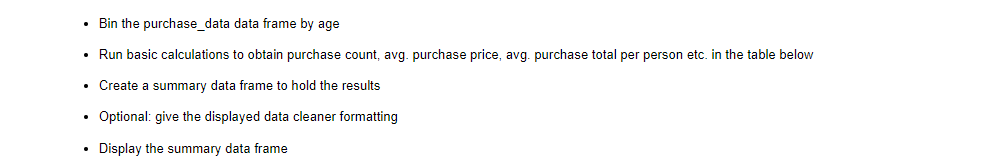 • Bin the purchase_data data frame by age
• Run basic calculations to obtain purchase count, avg. purchase price, avg. purchase total per person etc. in the table below
• Create a summary data frame to hold the results
• Optional: give the displayed data cleaner formatting
• Display the summary data frame